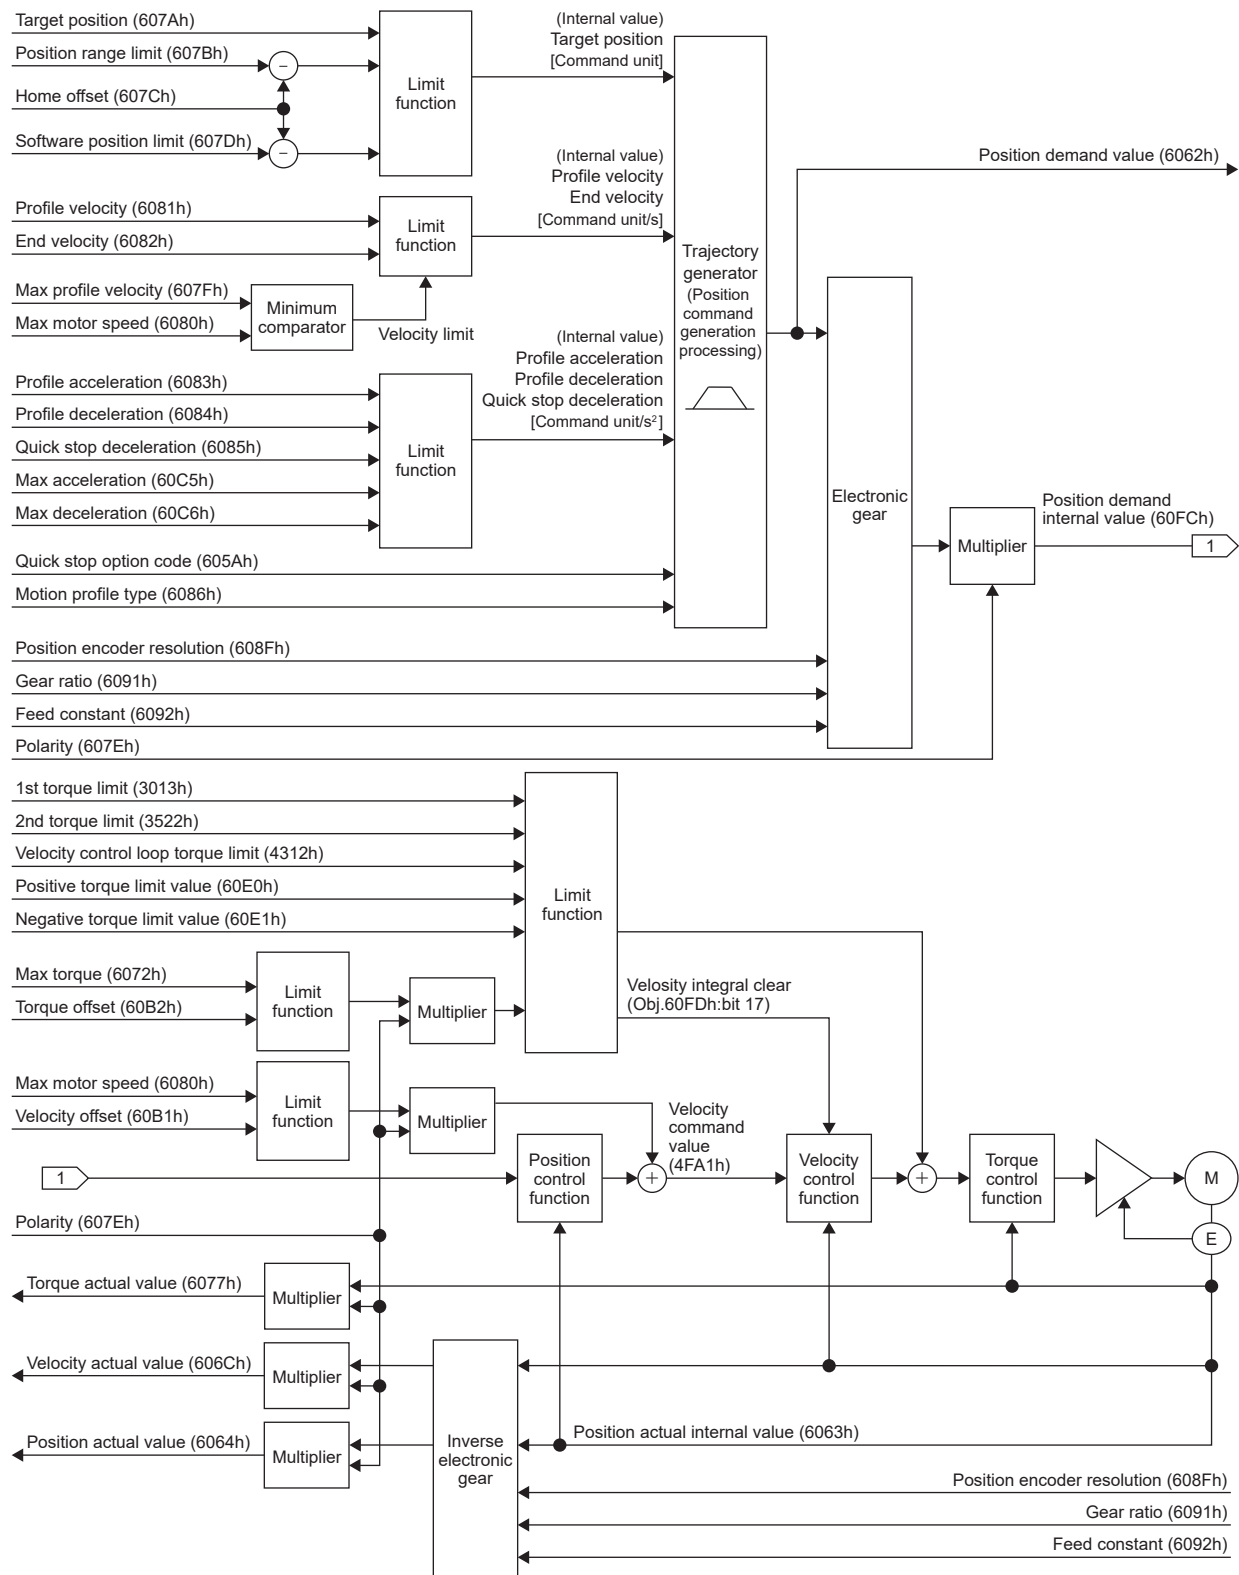 Target position (607Ah)
Position range limit (607Bh)
−
Home offset (607Ch)
Software position limit (607Dh)
−
Limit
function
(Internal value)
Target position
[Command unit]
Profile velocity (6081h)
End velocity (6082h)
Limit
function
(Internal value)
Profile velocity
End velocity
[Command unit/s]
Max profile velocity (607Fh)
Max motor speed (6080h)
Minimum
comparator
Velocity limit
Profile acceleration (6083h)
Profile deceleration (6084h)
Quick stop deceleration (6085h)
Max acceleration (60C5h)
Max deceleration (60C6h)
Limit
function
(Internal value)
Profile acceleration
Profile deceleration
Quick stop deceleration
[Command unit/s²]
Quick stop option code (605Ah)
Motion profile type (6086h)
Trajectory
generator
(Position
command
generation
processing)
Position demand value (6062h)
Electronic
gear
Multiplier
Position demand
internal value (60FCh)
1
Position encoder resolution (608Fh)
Gear ratio (6091h)
Feed constant (6092h)
Polarity (607Eh)
1st torque limit (3013h)
2nd torque limit (3522h)
Velocity control loop torque limit (4312h)
Positive torque limit value (60E0h)
Negative torque limit value (60E1h)
Limit
function
Max torque (6072h)
Torque offset (60B2h)
Limit
function
Multiplier
Velosity integral clear
(Obj.60FDh:bit 17)
Max motor speed (6080h)
Velocity offset (60B1h)
Limit
function
Multiplier
Velocity
command
value
(4FA1h)
1
Position
control
function
+
Velocity
control
function
+
Torque
control
function
M
E
Polarity (607Eh)
Torque actual value (6077h)
Multiplier
Velocity actual value (606Ch)
Multiplier
Position actual value (6064h)
Multiplier
Inverse
electronic
gear
Position actual internal value (6063h)
Position encoder resolution (608Fh)
Gear ratio (6091h)
Feed constant (6092h)